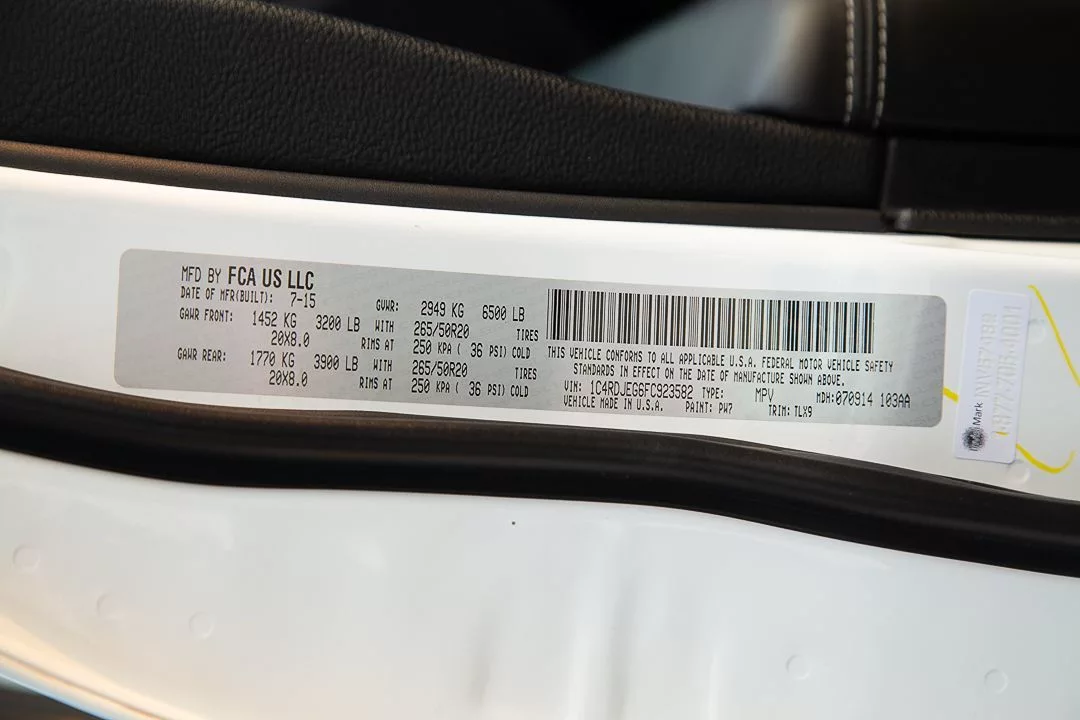 MFD BY FCA US LLC
DATE OF MFR(BUILT): 7-15 GVWR: 2949 KG 6500 LB
GAWR FRONT: 1452 KG 3200 LB WITH 265/50R20 TIRES
20X8.0 RIMS AT 250 KPA ( 36 PSI) COLD
GAWR REAR: 1770 KG 3900 LB WITH 265/50R20 TIRES
20X8.0 RIMS AT 250 KPA ( 36 PSI) COLD
THIS VEHICLE CONFORMS TO ALL APPLICABLE U.S.A. FEDERAL MOTOR VEHICLE SAFETY
STANDARDS IN EFFECT ON THE DATE OF MANUFACTURE SHOWN ABOVE.
VIN: 1C4RDJEG6FC923582 TYPE: MPV MDH:070914 103AA
VEHICLE MADE IN U.S.A. PAINT: PW7 TRIM: TLX9
Mark